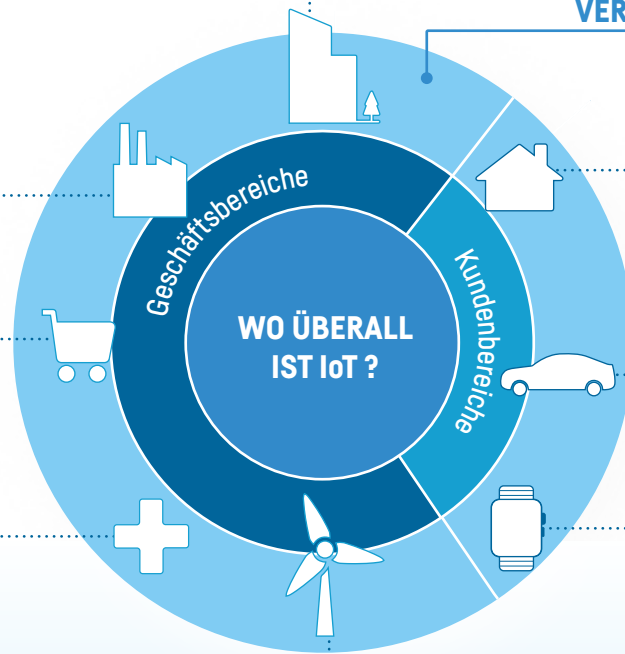 VER
Geschäftsbereiche
Kundenbereiche
WO ÜBERALL
IST IoT ?